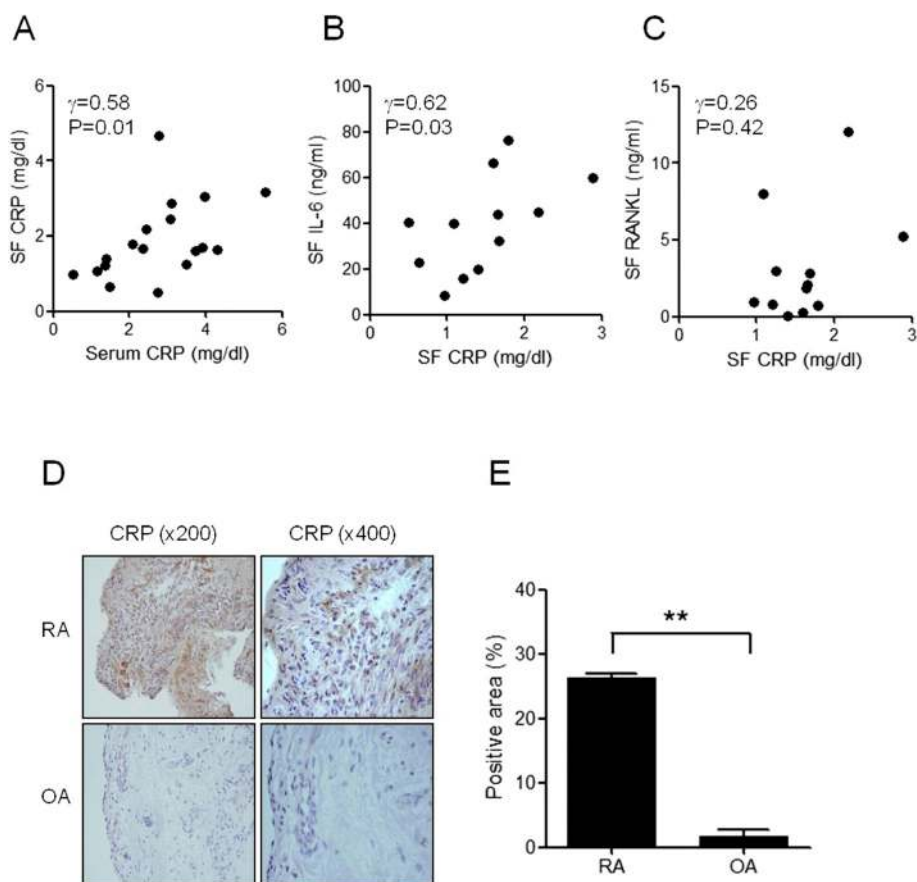 A
γ=0.58
P=0.01
SF CRP (mg/dl)
6
4
2
0
0 2 4 6
Serum CRP (mg/dl)
B
γ=0.62
P=0.03
SF IL-6 (ng/ml)
100
80
60
40
20
0
0 1 2 3
SF CRP (mg/dl)
C
γ=0.26
P=0.42
SF RANKL (ng/ml)
15
10
5
0
0 1 2 3
SF CRP (mg/dl)
D
CRP (x200) CRP (x400)
RA
OA
E
**
Positive area (%)
40
30
20
10
0
RA OA